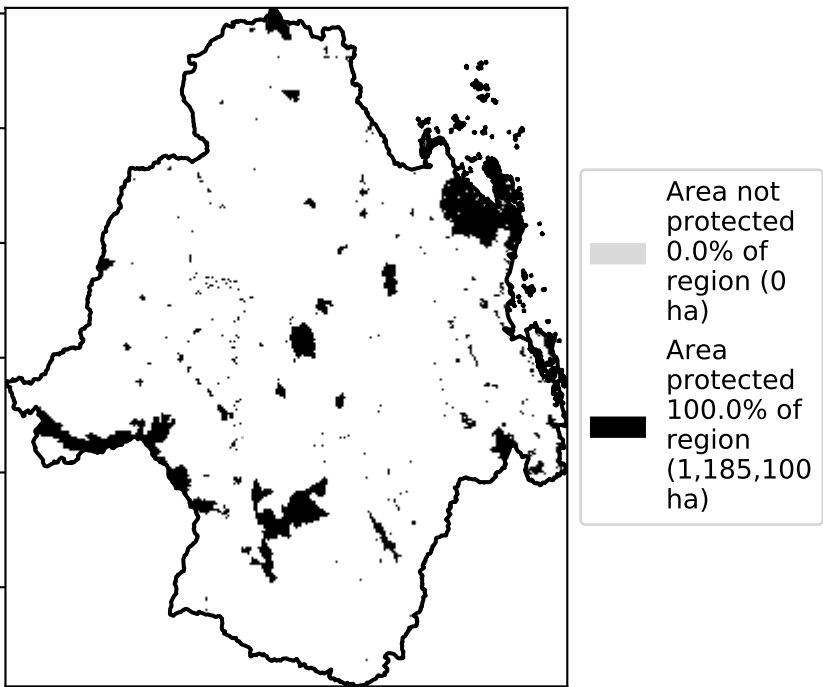 Area not
protected
0.0% of
region (0
ha)
Area
protected
100.0% of
region
(1,185,100
ha)